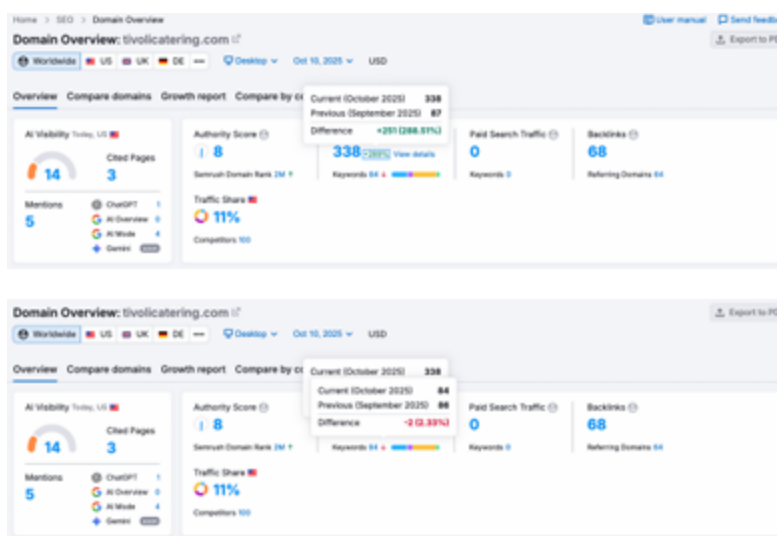 Home > SEO > Domain Overview
User manual Send feedb
Domain Overview: tivolicatering.com
Export to PD
Worldwide US UK DE ... Desktop Oct 10, 2025 USD
Overview Compare domains Growth report Compare by co
Current (October 2025) 338
Previous (September 2025) 87
Difference +251 (288.51%)
AI Visibility Today, US
14
Cited Pages
3
Mentions
5
ChatGPT 1
AI Overview 0
AI Mode 4
Gemini
Authority Score
8
Semrush Domain Rank 2M ↑
338 +289% View details
Keywords 84 ↓
Paid Search Traffic
0
Keywords 0
Backlinks
68
Referring Domains 64
Traffic Share
11%
Competitors 100
Domain Overview: tivolicatering.com
Export to PD
Worldwide US UK DE ... Desktop Oct 10, 2025 USD
Overview Compare domains Growth report Compare by co
Current (October 2025) 338
Current (October 2025) 84
Previous (September 2025) 86
Difference -2 (2.33%)
AI Visibility Today, US
14
Cited Pages
3
Mentions
5
ChatGPT 1
AI Overview 0
AI Mode 4
Gemini
Authority Score
8
Semrush Domain Rank 2M ↑
Keywords 84 ↓
Paid Search Traffic
0
Keywords 0
Backlinks
68
Referring Domains 64
Traffic Share
11%
Competitors 100